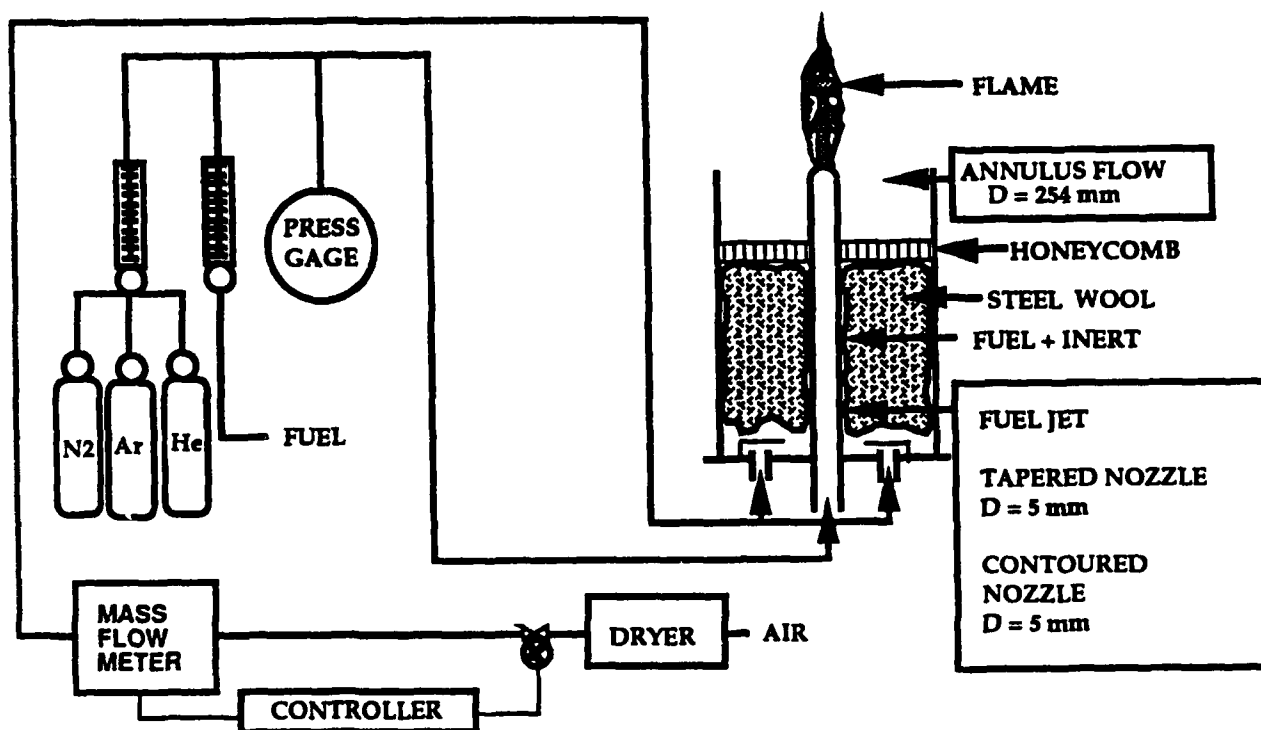 FLAME
ANNULUS FLOW
D = 254 mm
PRESS
GAGE
HONEYCOMB
STEEL WOOL
FUEL + INERT
N2
Ar
He
FUEL
FUEL JET
TAPERED NOZZLE
D = 5 mm
CONTOURED
NOZZLE
D = 5 mm
MASS
FLOW
METER
DRYER
AIR
CONTROLLER